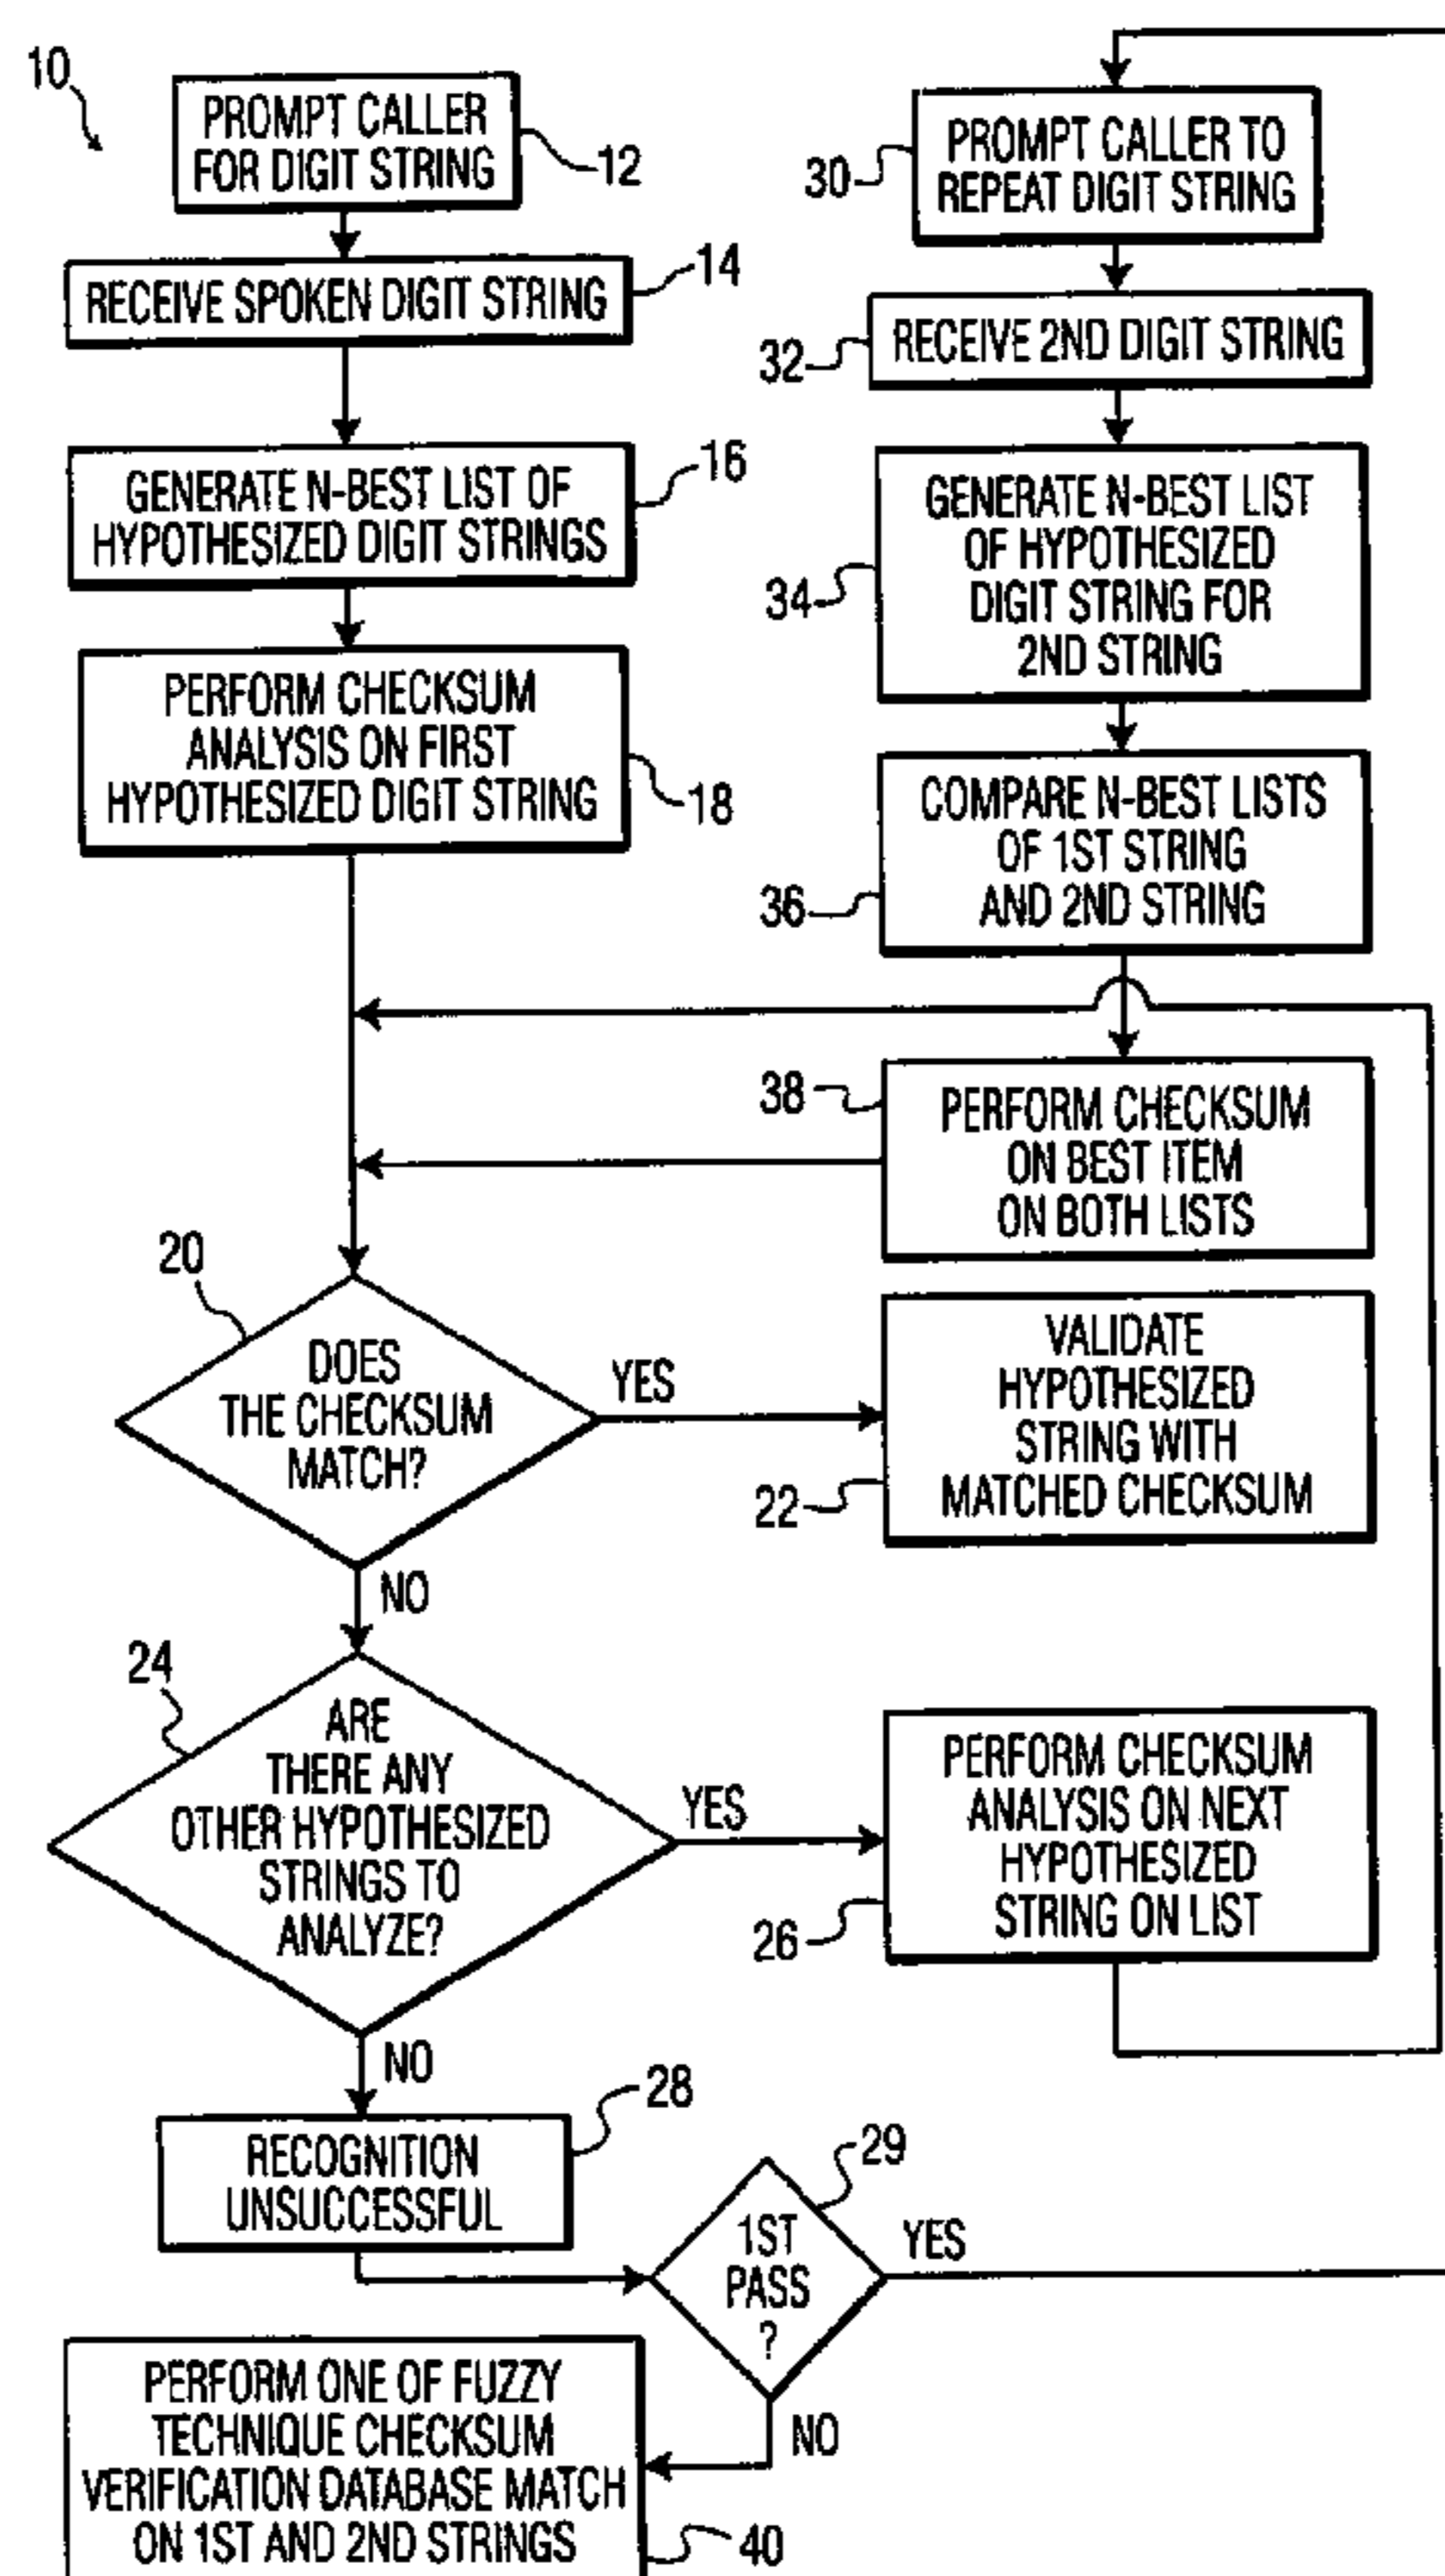 10
PROMPT CALLER
FOR DIGIT STRING
12
RECEIVE SPOKEN DIGIT STRING
14
GENERATE N-BEST LIST OF
HYPOTHESIZED DIGIT STRINGS
16
PERFORM CHECKSUM
ANALYSIS ON FIRST
HYPOTHESIZED DIGIT STRING
18
30
PROMPT CALLER TO
REPEAT DIGIT STRING
32
RECEIVE 2ND DIGIT STRING
34
GENERATE N-BEST LIST
OF HYPOTHESIZED
DIGIT STRING FOR
2ND STRING
36
COMPARE N-BEST LISTS
OF 1ST STRING
AND 2ND STRING
38
PERFORM CHECKSUM
ON BEST ITEM
ON BOTH LISTS
20
DOES
THE CHECKSUM
MATCH?
YES
NO
22
VALIDATE
HYPOTHESIZED
STRING WITH
MATCHED CHECKSUM
24
ARE
THERE ANY
OTHER HYPOTHESIZED
STRINGS TO
ANALYZE?
YES
NO
26
PERFORM CHECKSUM
ANALYSIS ON NEXT
HYPOTHESIZED
STRING ON LIST
RECOGNITION
UNSUCCESSFUL
28
29
1ST
PASS
?
YES
NO
PERFORM ONE OF FUZZY
TECHNIQUE CHECKSUM
VERIFICATION DATABASE MATCH
ON 1ST AND 2ND STRINGS
40